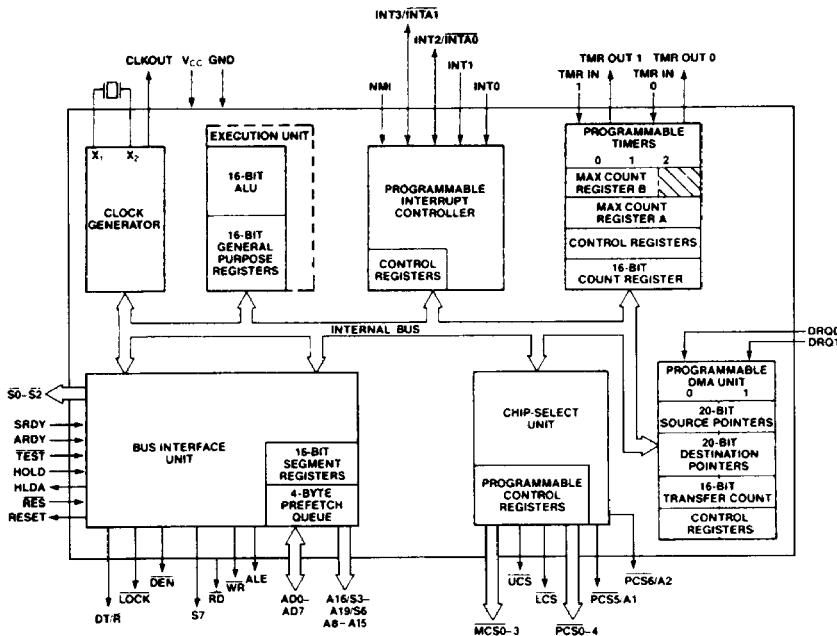 INT3/INTA1
INT2/INTA0
CLKOUT VCC GND
INT1
NMI
INT0
TMR OUT 1 TMR OUT 0
TMR IN TMR IN
1 0
X1 X2
CLOCK
GENERATOR
EXECUTION UNIT
16-BIT
ALU
16-BIT
GENERAL
PURPOSE
REGISTERS
PROGRAMMABLE
INTERRUPT
CONTROLLER
CONTROL
REGISTERS
PROGRAMMABLE
TIMERS
0 1 2
MAX COUNT
REGISTER B
MAX COUNT
REGISTER A
CONTROL REGISTERS
16-BIT
COUNT REGISTER
INTERNAL BUS
DRQ0
DRQ1
S0-S2
SRDY
ARDY
TEST
HOLD
HLDA
RES
RESET
BUS INTERFACE
UNIT
16-BIT
SEGMENT
REGISTERS
4-BYTE
PREFETCH
QUEUE
CHIP-SELECT
UNIT
PROGRAMMABLE
CONTROL
REGISTERS
PROGRAMMABLE
DMA UNIT
0 1
20-BIT
SOURCE POINTERS
20-BIT
DESTINATION
POINTERS
16-BIT
TRANSFER COUNT
CONTROL
REGISTERS
DT/R
LOCK
DEN
S7
RD
WR
ALE
AD0–
AD7
A16/S3–
A19/S6
A8–A15
MCS0-3
UCS
LCS
PCS0-4
PCS5/A1
PCS6/A2